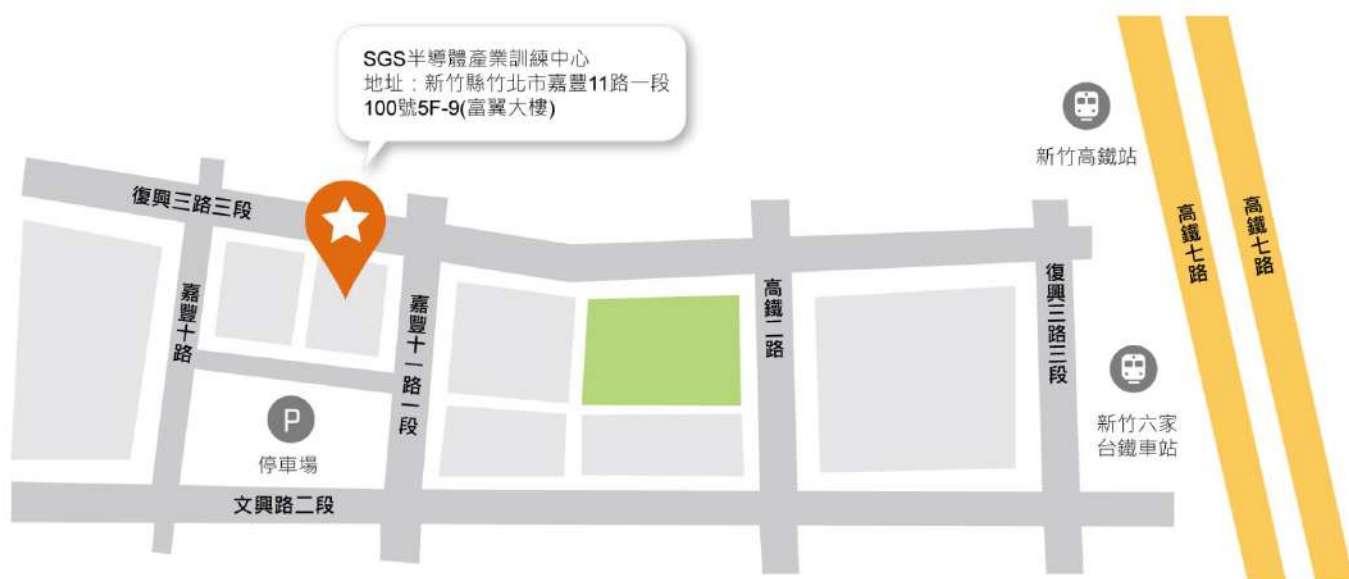 SGS半導體產業訓練中心
地址：新竹縣竹北市嘉豐11路一段
100號5F-9(富翼大樓)
新竹高鐵站
復興三路三段
高鐵七路
高鐵七路
嘉豐十路
嘉豐十一路一段
高鐵二路
復興三路三段
P
停車場
新竹六家
台鐵車站
文興路二段